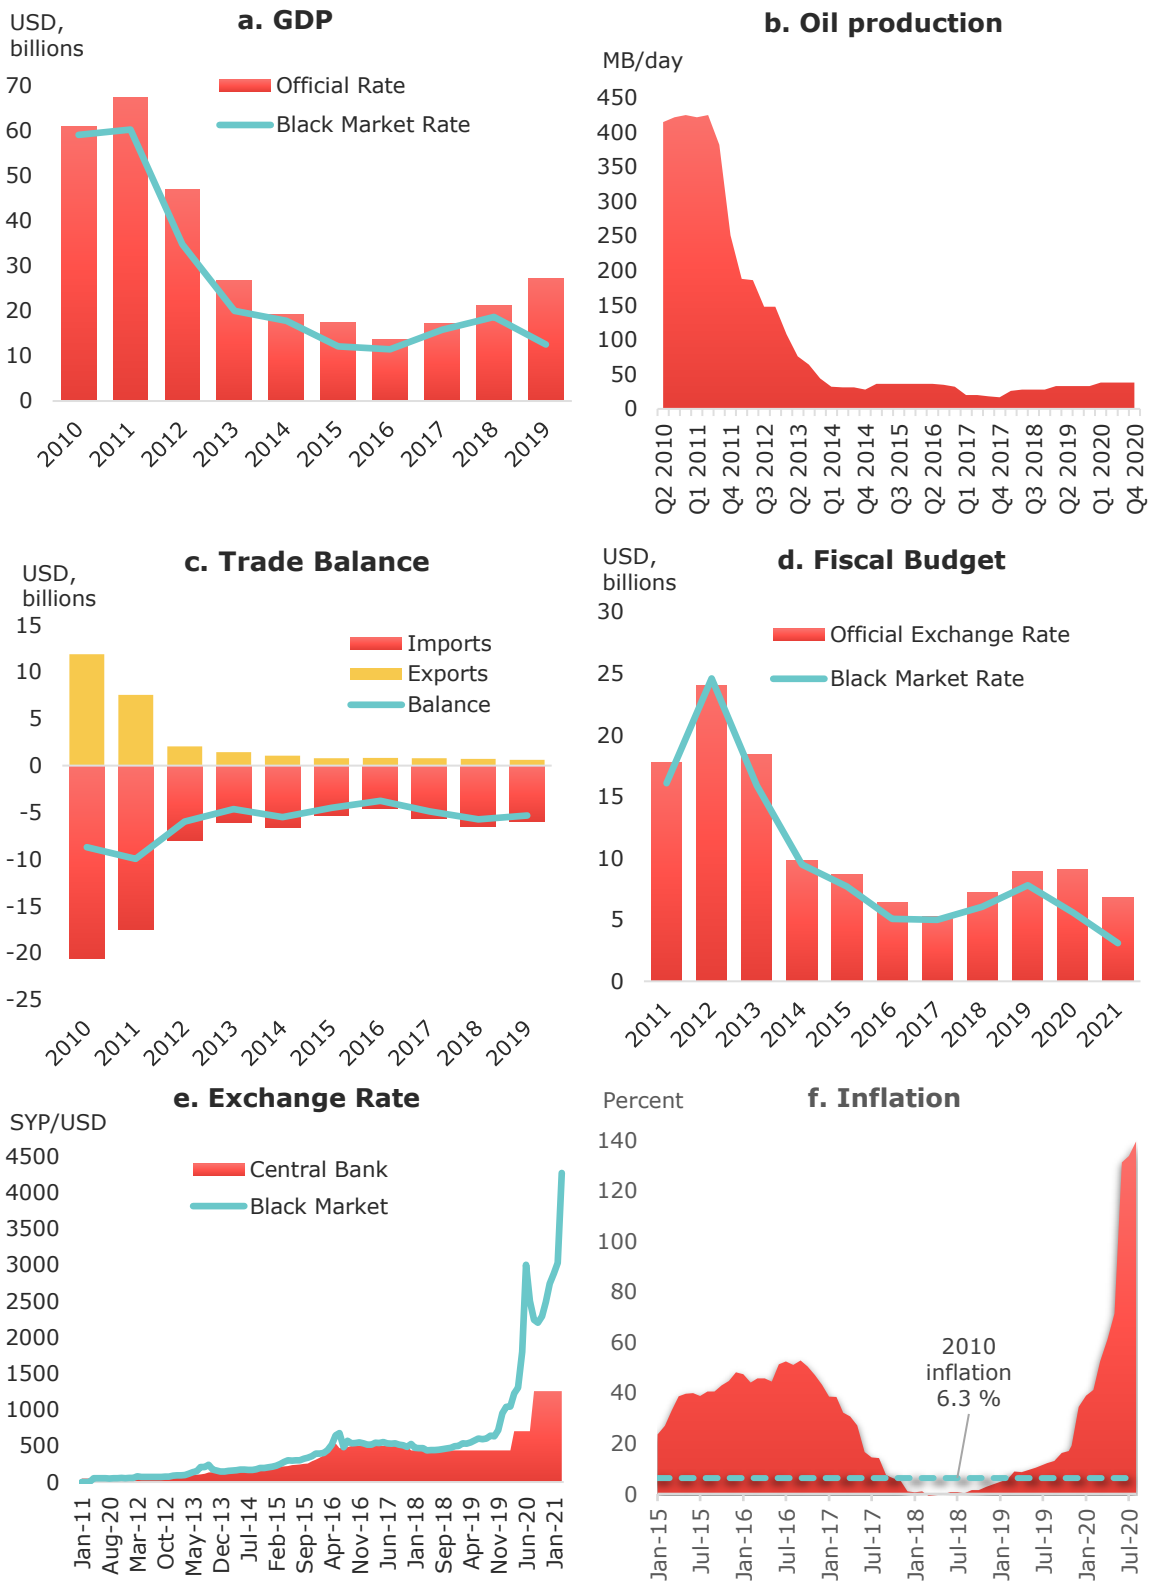 a. GDP
USD,
billions
70
60
50
40
30
20
10
0
Official Rate
Black Market Rate
2010
2011
2012
2013
2014
2015
2016
2017
2018
2019
b. Oil production
MB/day
450
400
350
300
250
200
150
100
50
0
Q2 2010
Q1 2011
Q4 2011
Q3 2012
Q2 2013
Q1 2014
Q4 2014
Q3 2015
Q2 2016
Q1 2017
Q4 2017
Q3 2018
Q2 2019
Q1 2020
Q4 2020
c. Trade Balance
USD,
billions
15
10
5
0
-5
-10
-15
-20
-25
Imports
Exports
Balance
2010
2011
2012
2013
2014
2015
2016
2017
2018
2019
d. Fiscal Budget
USD,
billions
30
25
20
15
10
5
0
Official Exchange Rate
Black Market Rate
2011
2012
2013
2014
2015
2016
2017
2018
2019
2020
2021
e. Exchange Rate
SYP/USD
4500
4000
3500
3000
2500
2000
1500
1000
500
0
Central Bank
Black Market
Jan-11
Aug-20
Mar-12
Oct-12
May-13
Dec-13
Jul-14
Feb-15
Sep-15
Apr-16
Nov-16
Jun-17
Jan-18
Sep-18
Apr-19
Nov-19
Jun-20
Jan-21
f. Inflation
Percent
140
120
100
80
60
40
20
0
2010
inflation
6.3 %
Jan-15
Jul-15
Jan-16
Jul-16
Jan-17
Jul-17
Jan-18
Jul-18
Jan-19
Jul-19
Jan-20
Jul-20